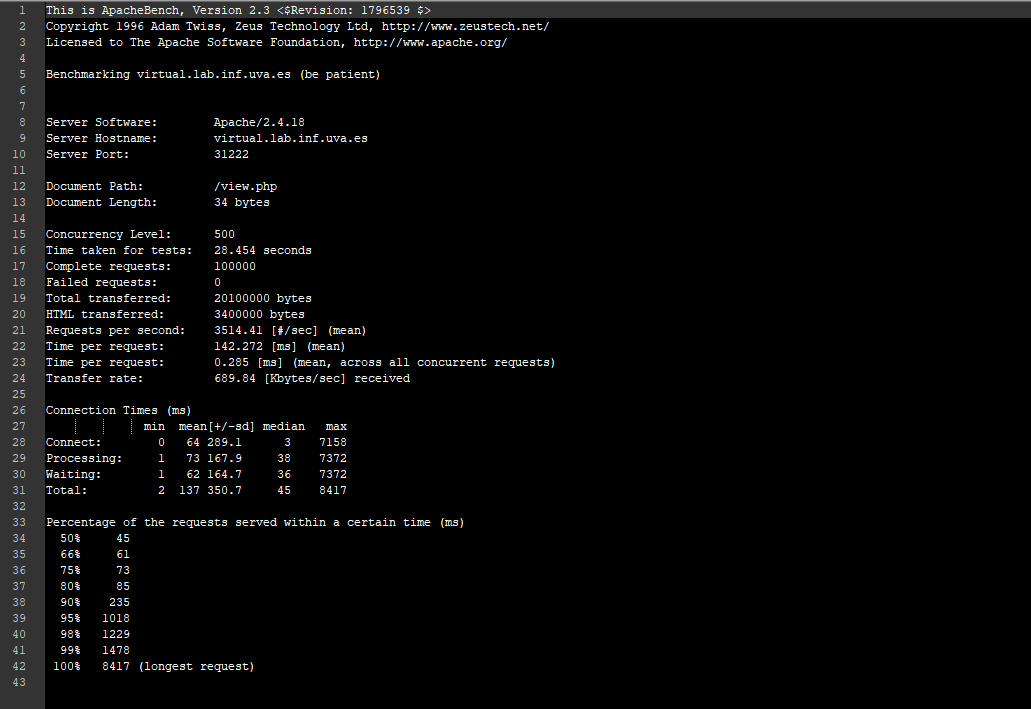 1 This is ApacheBench, Version 2.3 <$Revision: 1796539 $>
2 Copyright 1996 Adam Twiss, Zeus Technology Ltd, http://www.zeustech.net/
3 Licensed to The Apache Software Foundation, http://www.apache.org/
4
5 Benchmarking virtual.lab.inf.uva.es (be patient)
6
7
8 Server Software:        Apache/2.4.18
9 Server Hostname:        virtual.lab.inf.uva.es
10 Server Port:            31222
11
12 Document Path:          /view.php
13 Document Length:        34 bytes
14
15 Concurrency Level:      500
16 Time taken for tests:   28.454 seconds
17 Complete requests:      100000
18 Failed requests:        0
19 Total transferred:      20100000 bytes
20 HTML transferred:       3400000 bytes
21 Requests per second:    3514.41 [#/sec] (mean)
22 Time per request:       142.272 [ms] (mean)
23 Time per request:       0.285 [ms] (mean, across all concurrent requests)
24 Transfer rate:          689.84 [Kbytes/sec] received
25
26 Connection Times (ms)
27               min  mean[+/-sd] median   max
28 Connect:        0   64 289.1      3    7158
29 Processing:     1   73 167.9     38    7372
30 Waiting:        1   62 164.7     36    7372
31 Total:          2  137 350.7     45    8417
32
33 Percentage of the requests served within a certain time (ms)
34   50%     45
35   66%     61
36   75%     73
37   80%     85
38   90%    235
39   95%   1018
40   98%   1229
41   99%   1478
42  100%   8417 (longest request)
43